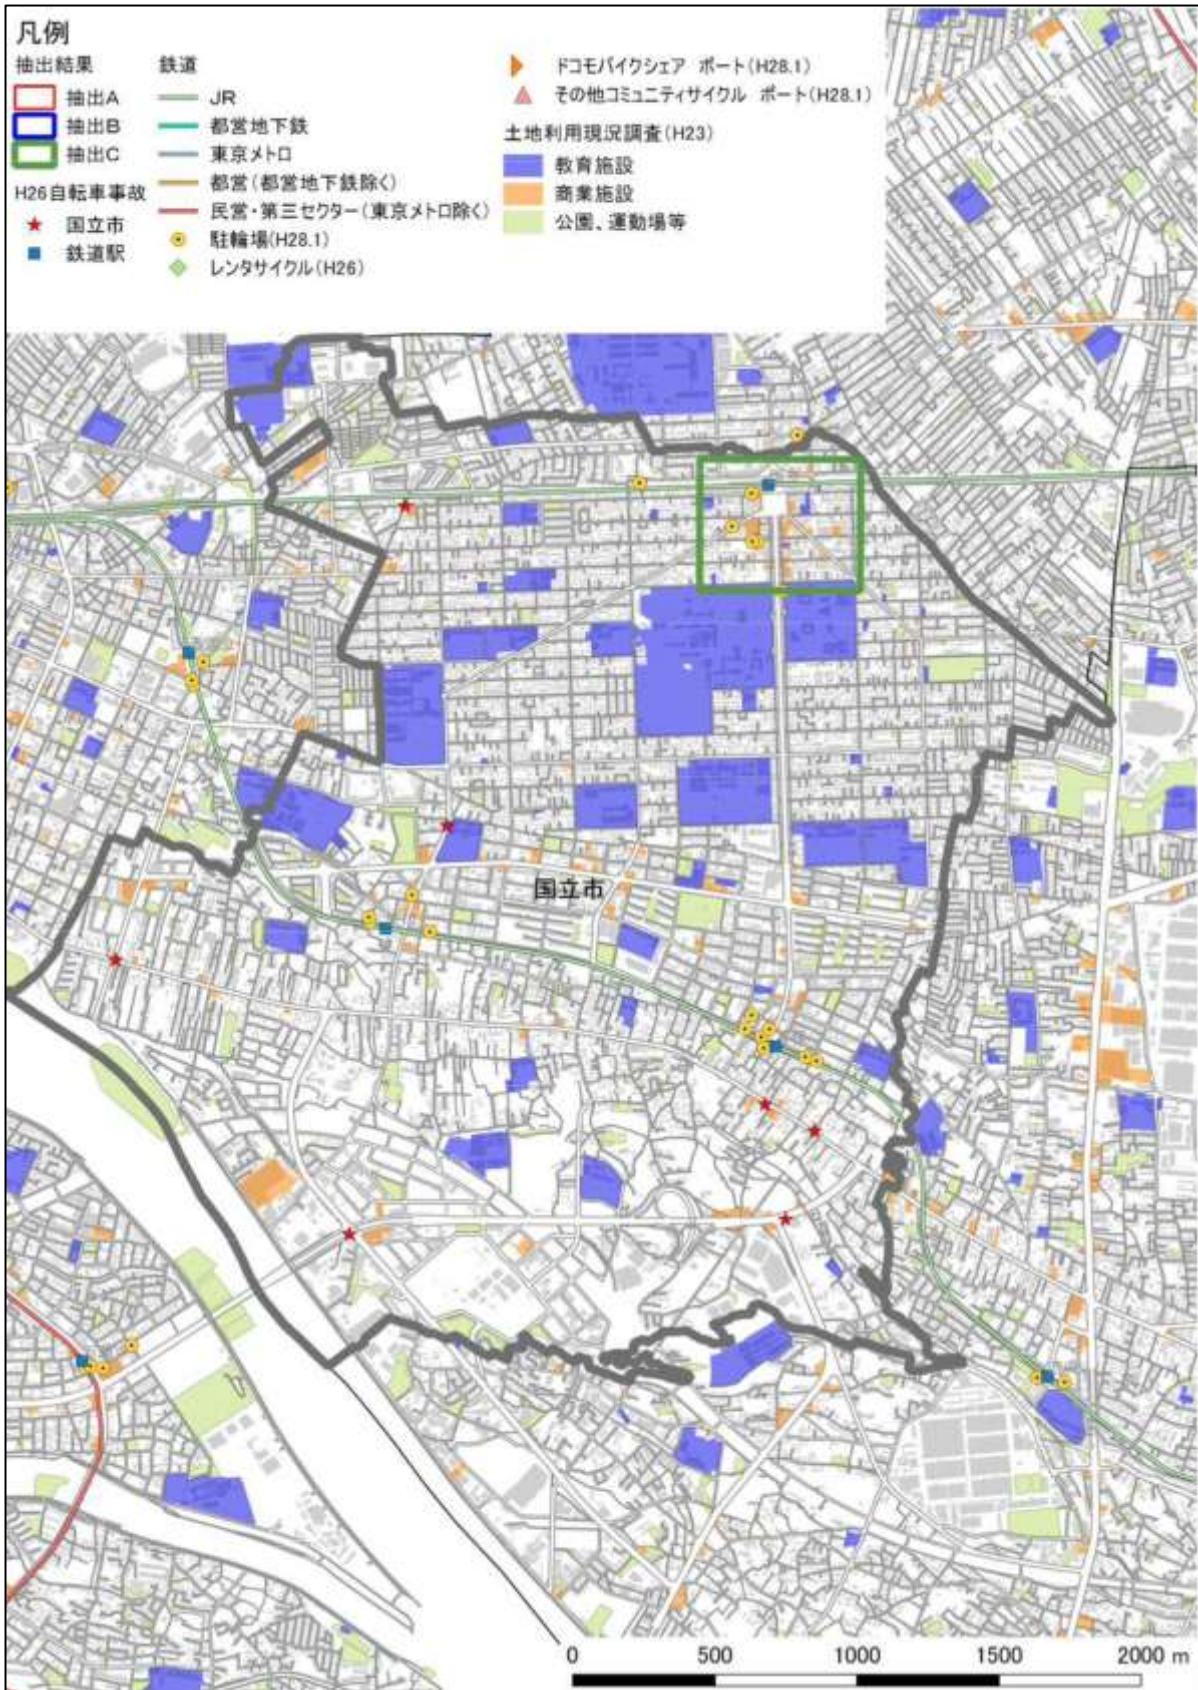 凡例
抽出結果
抽出A
抽出B
抽出C
H26自転車事故
国立市
鉄道駅
鉄道
JR
都営地下鉄
東京メトロ
都営(都営地下鉄除く)
民営・第三セクター(東京メトロ除く)
駐輪場(H28.1)
レンタサイクル(H26)
ドコモバイクシェア ポート(H28.1)
その他コミュニティサイクル ポート(H28.1)
土地利用現況調査(H23)
教育施設
商業施設
公園、運動場等
国立市
0 500 1000 1500 2000 m